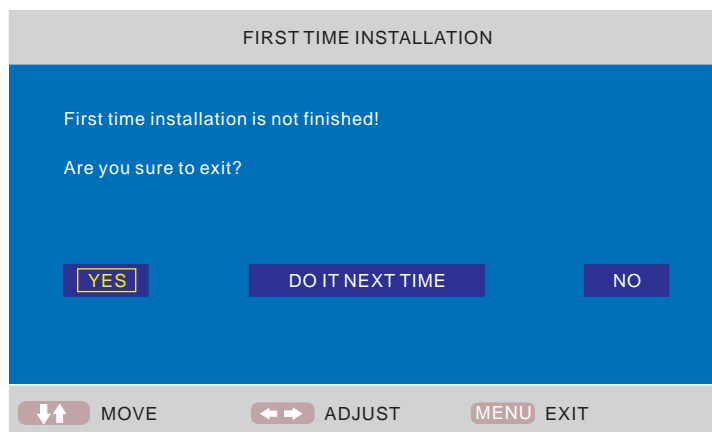 FIRST TIME INSTALLATION
First time installation is not finished!
Are you sure to exit?
YES DO IT NEXT TIME NO
MOVE ADJUST MENU EXIT